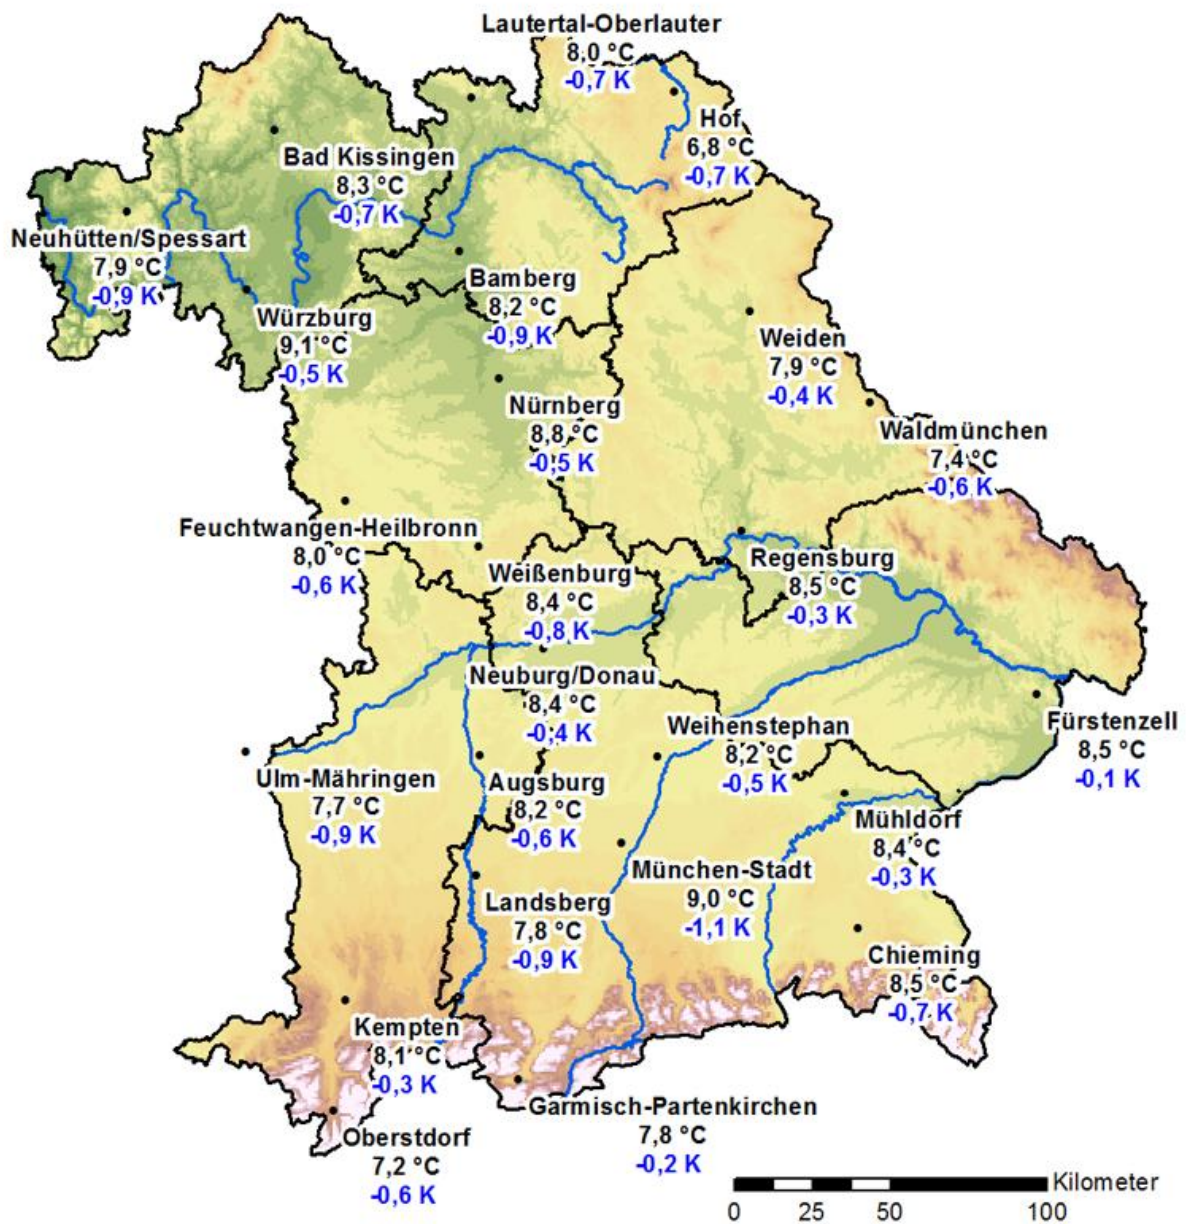 Lautertal-Oberlauter
8,0 °C
-0,7 K
Hof
6,8 °C
-0,7 K
Bad Kissingen
8,3 °C
-0,7 K
Neuhütten/Spessart
7,9 °C
-0,9 K
Bamberg
8,2 °C
-0,9 K
Würzburg
9,1 °C
-0,5 K
Weiden
7,9 °C
-0,4 K
Nürnberg
8,8 °C
-0,5 K
Waldmünchen
7,4 °C
-0,6 K
Feuchtwangen-Heilbronn
8,0 °C
-0,6 K
Weißenburg
8,4 °C
-0,8 K
Regensburg
8,5 °C
-0,3 K
Neuburg/Donau
8,4 °C
-0,4 K
Weihenstephan
8,2 °C
-0,5 K
Fürstenzell
8,5 °C
-0,1 K
Ulm-Mähringen
7,7 °C
-0,9 K
Augsburg
8,2 °C
-0,6 K
Mühldorf
8,4 °C
-0,3 K
München-Stadt
9,0 °C
-1,1 K
Landsberg
7,8 °C
-0,9 K
Chieming
8,5 °C
-0,7 K
Kempten
8,1 °C
-0,3 K
Garmisch-Partenkirchen
7,8 °C
-0,2 K
Oberstdorf
7,2 °C
-0,6 K
Kilometer
0 25 50 100